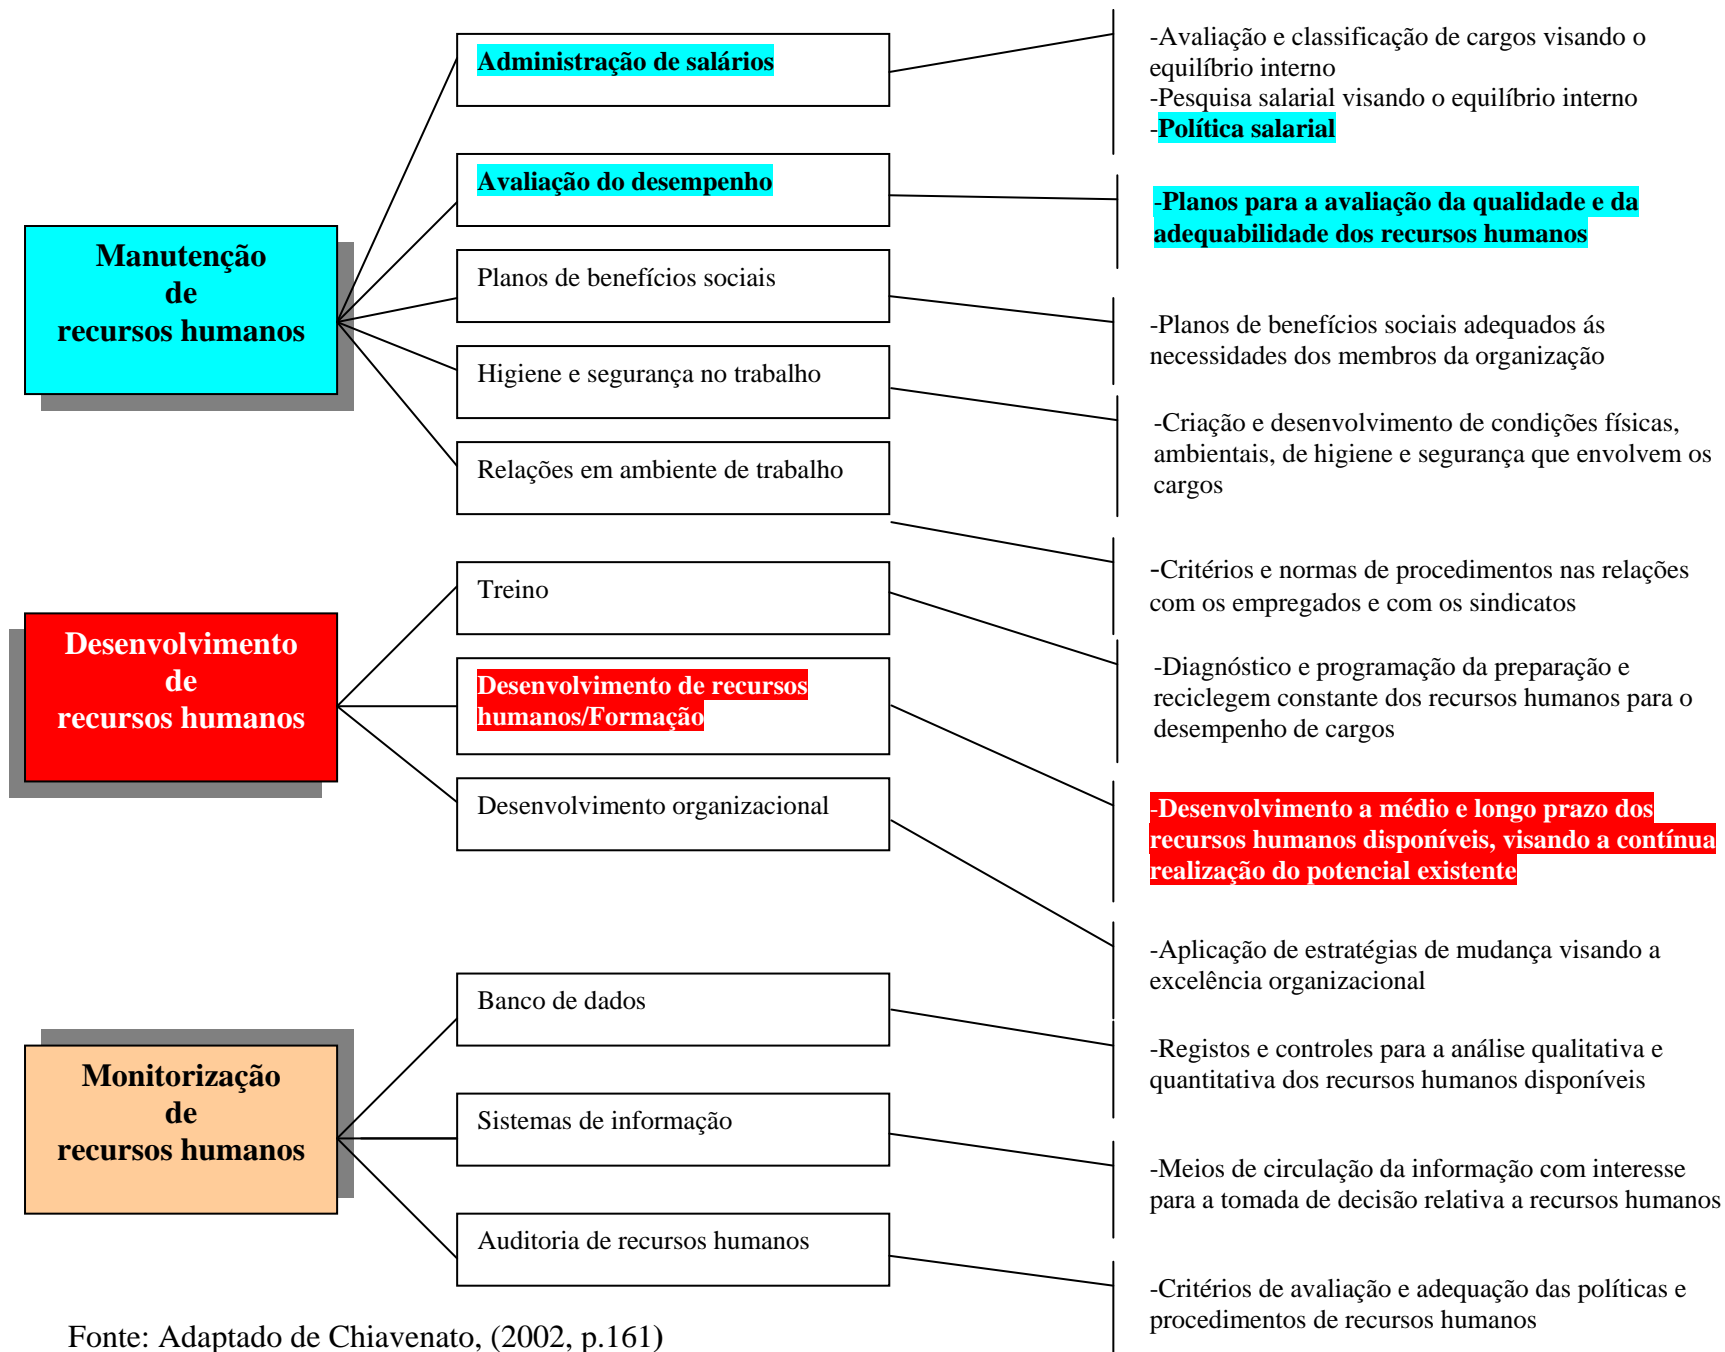 Administração de salários
-Avaliação e classificação de cargos visando o
equilíbrio interno
-Pesquisa salarial visando o equilíbrio interno
-Política salarial
Avaliação do desempenho
-Planos para a avaliação da qualidade e da
adequabilidade dos recursos humanos
Manutenção
de
recursos humanos
Planos de benefícios sociais
-Planos de benefícios sociais adequados ás
necessidades dos membros da organização
Higiene e segurança no trabalho
-Criação e desenvolvimento de condições físicas,
ambientais, de higiene e segurança que envolvem os
cargos
Relações em ambiente de trabalho
-Critérios e normas de procedimentos nas relações
com os empregados e com os sindicatos
Desenvolvimento
de
recursos humanos
Treino
-Diagnóstico e programação da preparação e
reciclegem constante dos recursos humanos para o
desempenho de cargos
Desenvolvimento de recursos
humanos/Formação
-Desenvolvimento a médio e longo prazo dos
recursos humanos disponíveis, visando a contínua
realização do potencial existente
Desenvolvimento organizacional
-Aplicação de estratégias de mudança visando a
excelência organizacional
Monitorização
de
recursos humanos
Banco de dados
-Registos e controles para a análise qualitativa e
quantitativa dos recursos humanos disponíveis
Sistemas de informação
-Meios de circulação da informação com interesse
para a tomada de decisão relativa a recursos humanos
Auditoria de recursos humanos
-Critérios de avaliação e adequação das políticas e
procedimentos de recursos humanos
Fonte: Adaptado de Chiavenato, (2002, p.161)